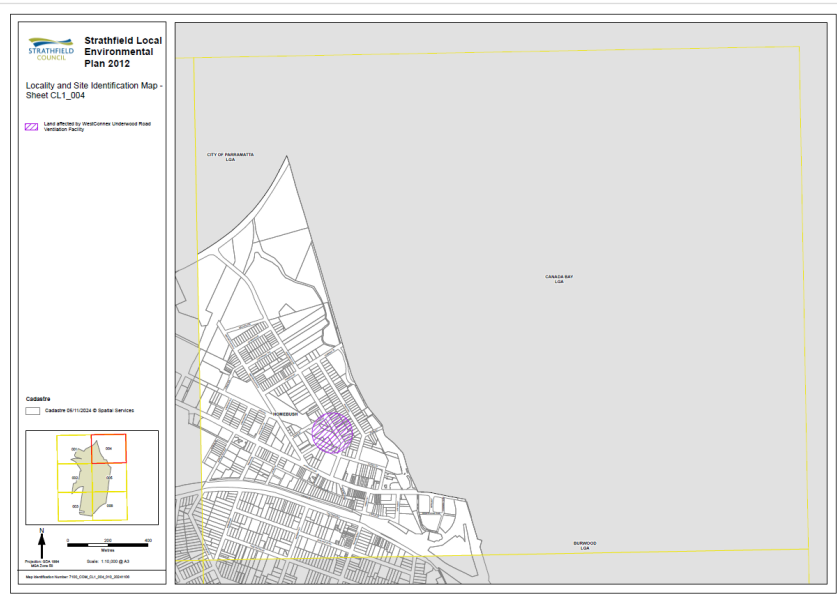 STRATHFIELD
COUNCIL
Strathfield Local
Environmental
Plan 2012
Locality and Site Identification Map -
Sheet CL1_004
Land affected by WestConnex Underwood Road
Ventilation Facility
CITY OF PARRAMATTA
LGA
CANADA BAY
LGA
HOMEBUSH
BURWOOD
LGA
Cadastre
Cadastre 05/11/2024 © Spatial Services
004
N
0 200 400
Metres
Scale: 1:10,000 @ A3